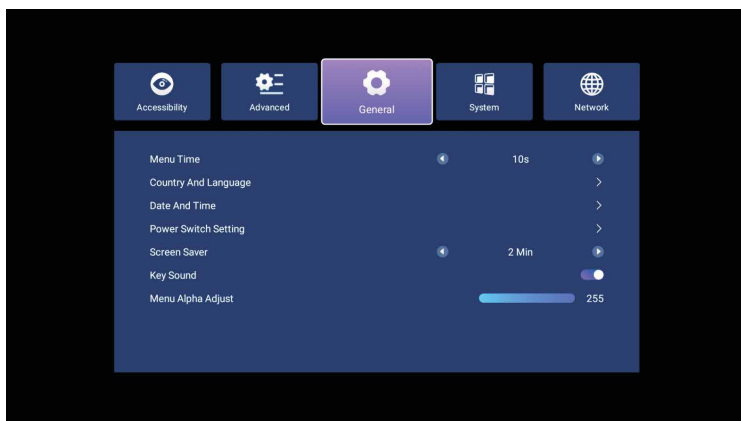 Accessibility
Advanced
General
System
Network
Menu Time 10s
Country And Language
Date And Time
Power Switch Setting
Screen Saver 2 Min
Key Sound
Menu Alpha Adjust 255